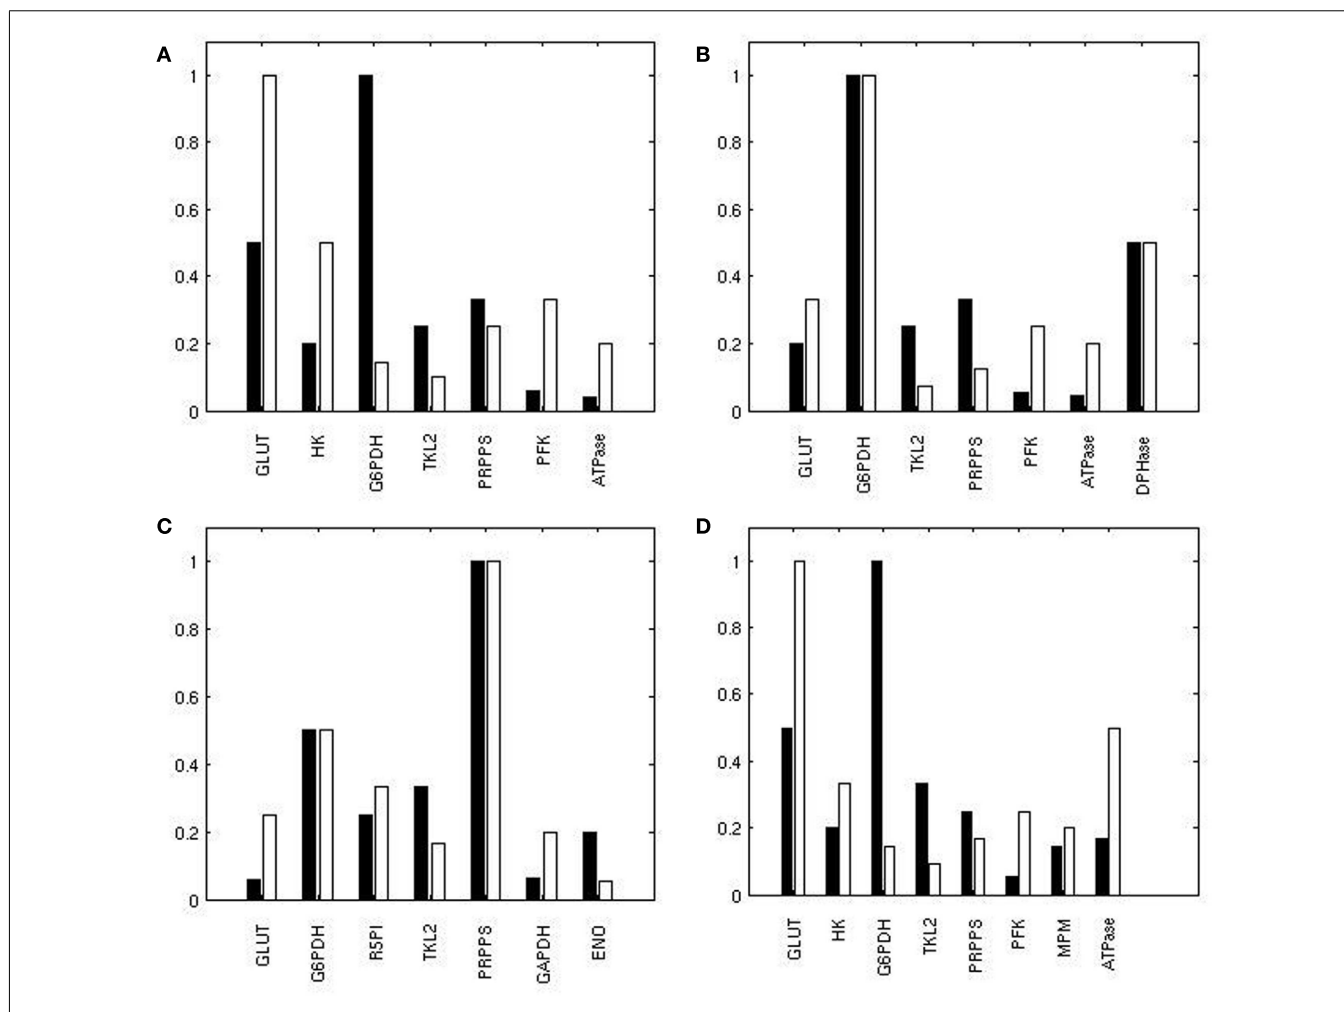 A
1
0.8
0.6
0.4
0.2
0
GLUT
HK
G6PDH
TKL2
PRPPS
PFK
ATPase
B
1
0.8
0.6
0.4
0.2
0
GLUT
G6PDH
TKL2
PRPPS
PFK
ATPase
DPHase
C
1
0.8
0.6
0.4
0.2
0
GLUT
G6PDH
R5PI
TKL2
PRPPS
GAPDH
ENO
D
1
0.8
0.6
0.4
0.2
0
GLUT
HK
G6PDH
TKL2
PRPPS
PFK
MPM
ATPase